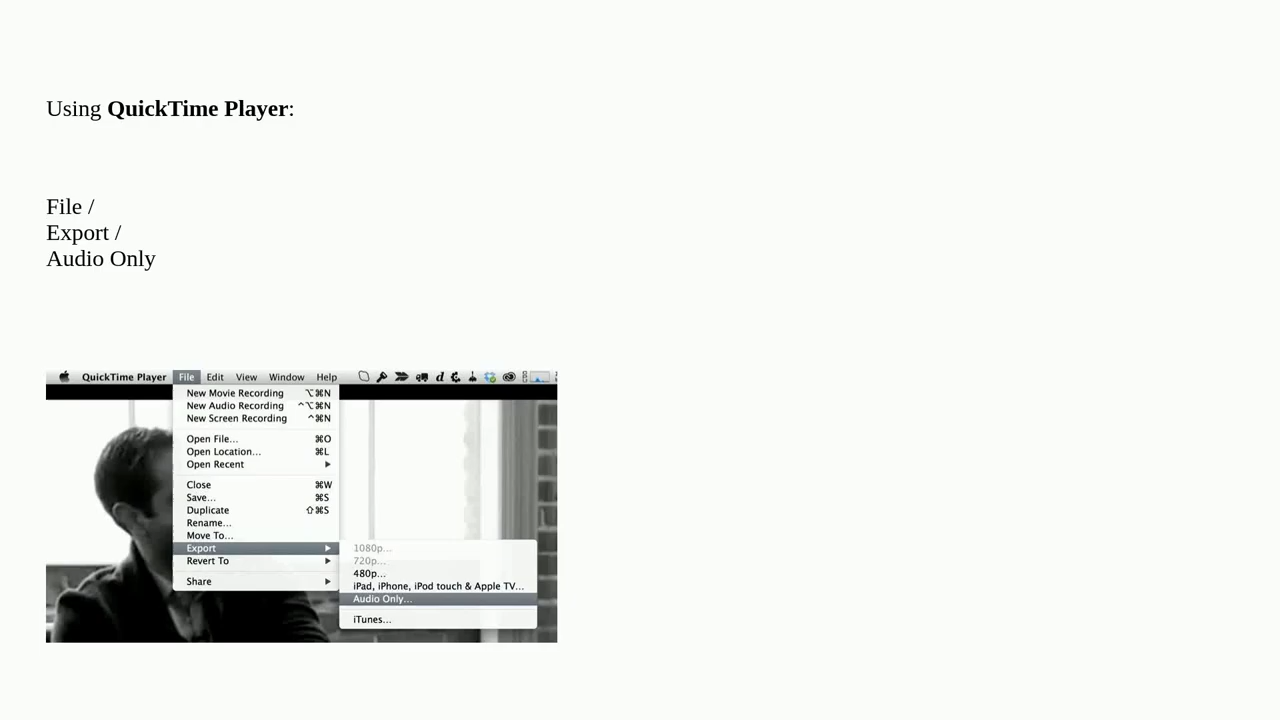 Using QuickTime Player:
File /
Export /
Audio Only
QuickTime Player File Edit View Window Help
New Movie Recording ⌥⌘N
New Audio Recording ^⌥⌘N
New Screen Recording ^⌘N
Open File... ⌘O
Open Location... ⌘L
Open Recent
Close ⌘W
Save... ⌘S
Duplicate ⇧⌘S
Rename...
Move To...
Export
1080p...
Revert To
720p...
480p...
iPad, iPhone, iPod touch & Apple TV...
Share
Audio Only...
iTunes...